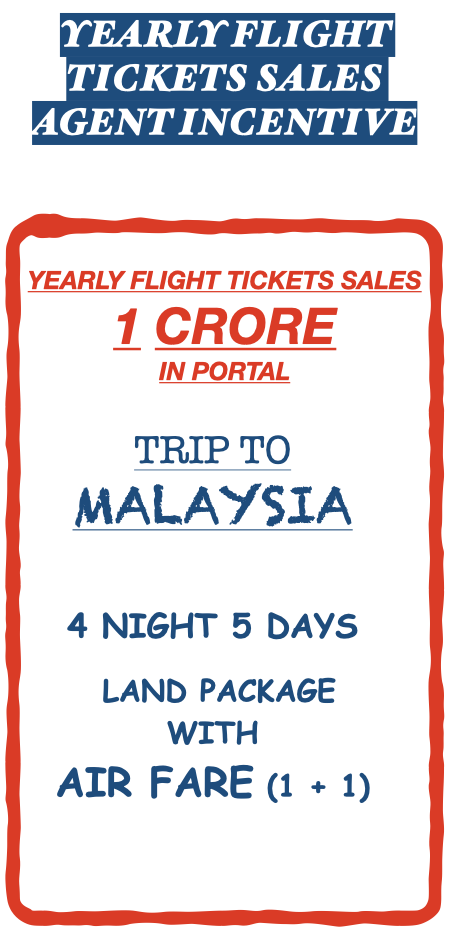 YEARLY FLIGHT
TICKETS SALES
AGENT INCENTIVE
YEARLY FLIGHT TICKETS SALES
1 CRORE
IN PORTAL
TRIP TO
MALAYSIA
4 NIGHT 5 DAYS
LAND PACKAGE
WITH
AIR FARE (1 + 1)